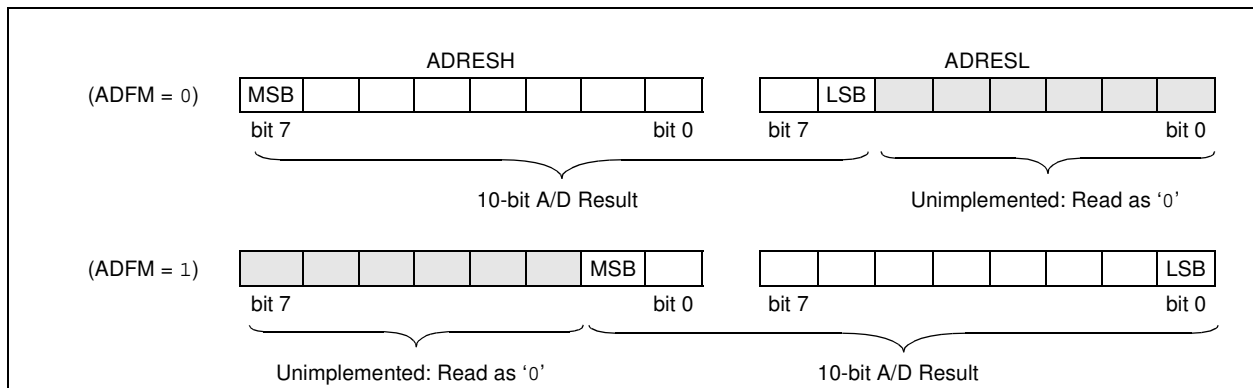 ADRESH ADRESL
(ADFM = 0) MSB LSB
bit 7 bit 0 bit 7 bit 0
10-bit A/D Result Unimplemented: Read as ‘0’
(ADFM = 1) MSB LSB
bit 7 bit 0 bit 7 bit 0
Unimplemented: Read as ‘0’ 10-bit A/D Result